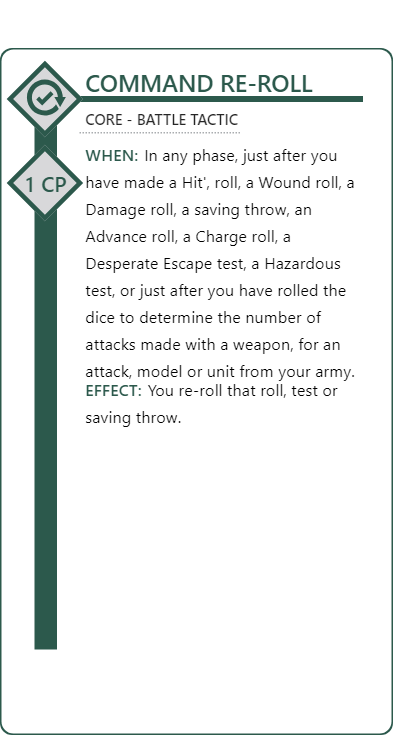 COMMAND RE-ROLL
CORE - BATTLE TACTIC
1 CP
WHEN: In any phase, just after you
have made a Hit', roll, a Wound roll, a
Damage roll, a saving throw, an
Advance roll, a Charge roll, a
Desperate Escape test, a Hazardous
test, or just after you have rolled the
dice to determine the number of
attacks made with a weapon, for an
attack, model or unit from your army.
EFFECT: You re-roll that roll, test or
saving throw.